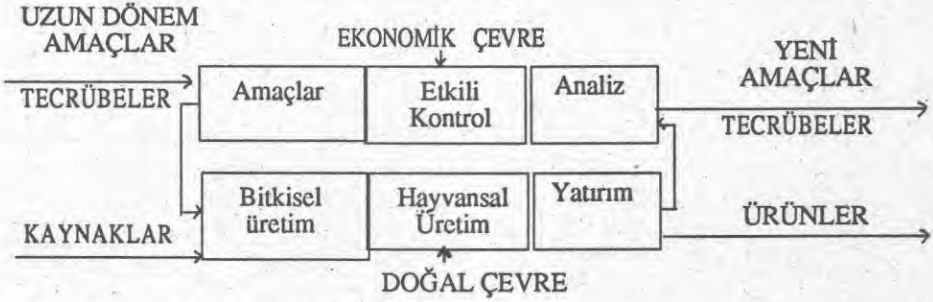 UZUN DÖNEM
AMAÇLAR
TECRÜBELER
EKONOMİK ÇEVRE
Amaçlar
Etkili
Kontrol
Analiz
YENİ
AMAÇLAR
TECRÜBELER
KAYNAKLAR
Bitkisel
üretim
Hayvansal
Üretim
Yatırım
ÜRÜNLER
DOĞAL ÇEVRE